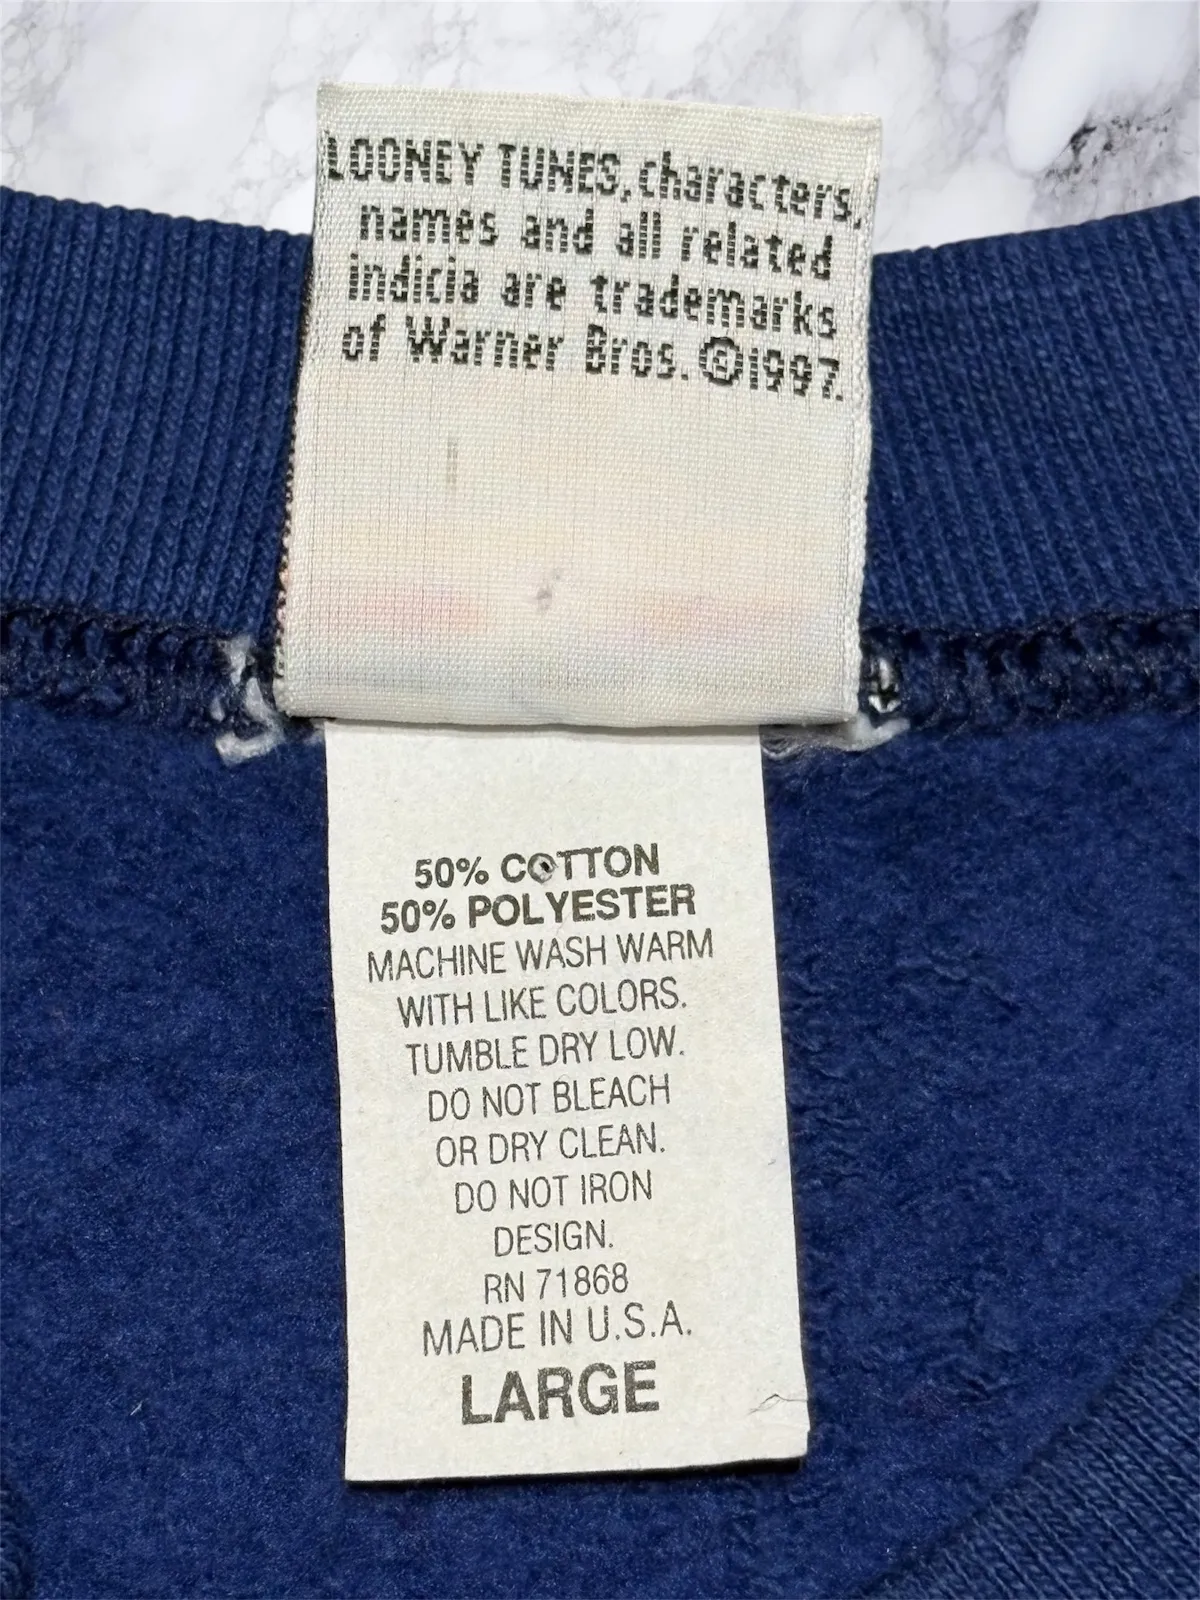 LOONEY TUNES, characters,
names and all related
indicia are trademarks
of Warner Bros. ©1997.
50% COTTON
50% POLYESTER
MACHINE WASH WARM
WITH LIKE COLORS.
TUMBLE DRY LOW.
DO NOT BLEACH
OR DRY CLEAN.
DO NOT IRON
DESIGN.
RN 71868
MADE IN U.S.A.
LARGE